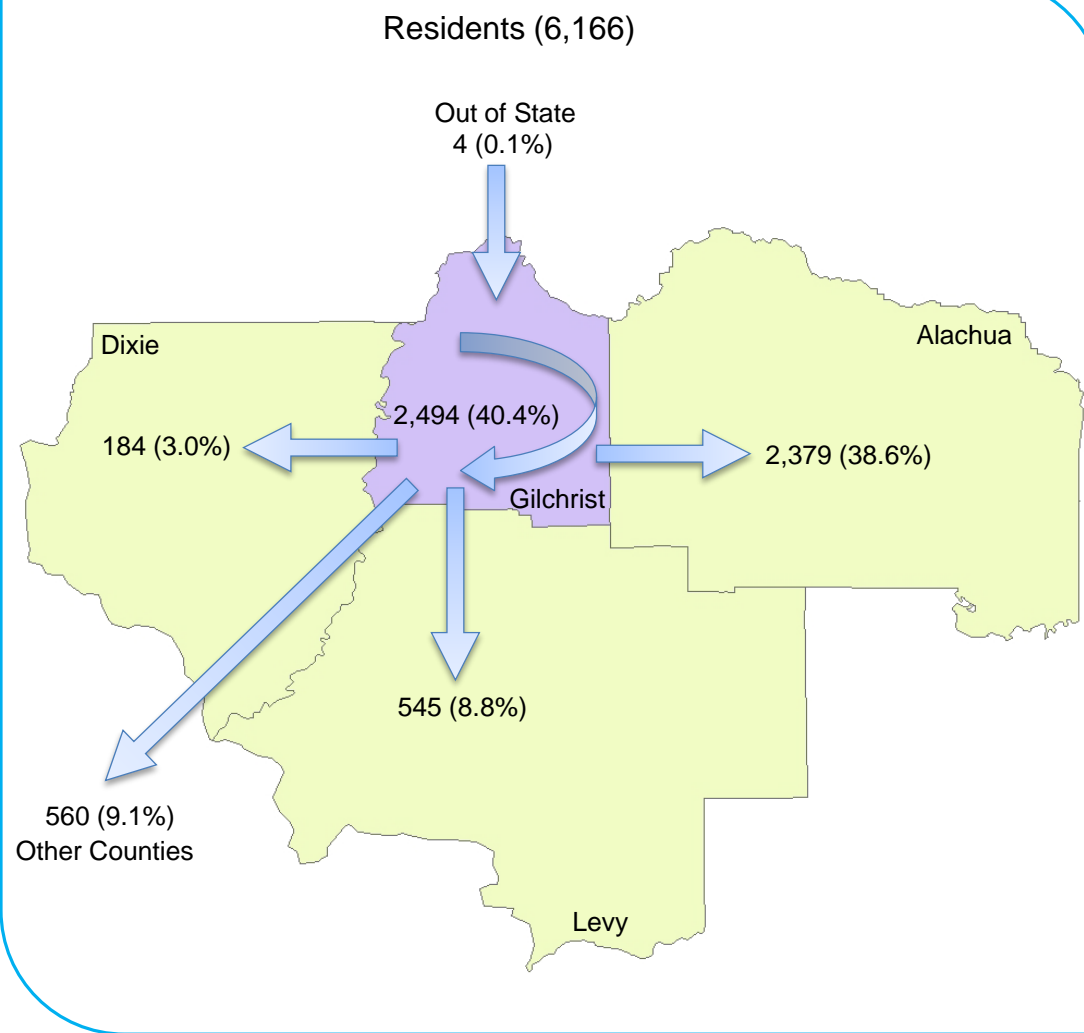 Residents (6,166)
Out of State
4 (0.1%)
Dixie
Alachua
2,494 (40.4%)
184 (3.0%)
2,379 (38.6%)
Gilchrist
545 (8.8%)
560 (9.1%)
Other Counties
Levy